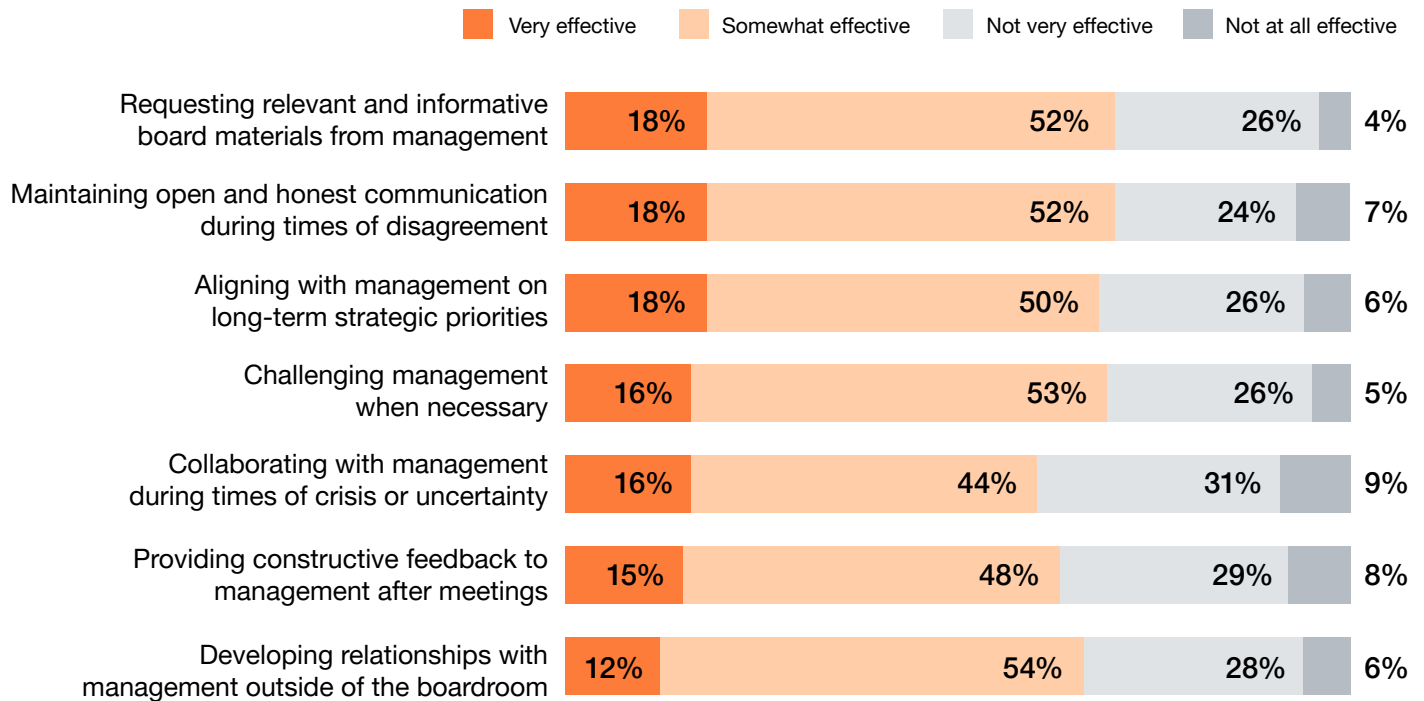 Very effective Somewhat effective Not very effective Not at all effective
Requesting relevant and informative
board materials from management
18% 52% 26% 4%
Maintaining open and honest communication
during times of disagreement
18% 52% 24% 7%
Aligning with management on
long-term strategic priorities
18% 50% 26% 6%
Challenging management
when necessary
16% 53% 26% 5%
Collaborating with management
during times of crisis or uncertainty
16% 44% 31% 9%
Providing constructive feedback to
management after meetings
15% 48% 29% 8%
Developing relationships with
management outside of the boardroom
12% 54% 28% 6%